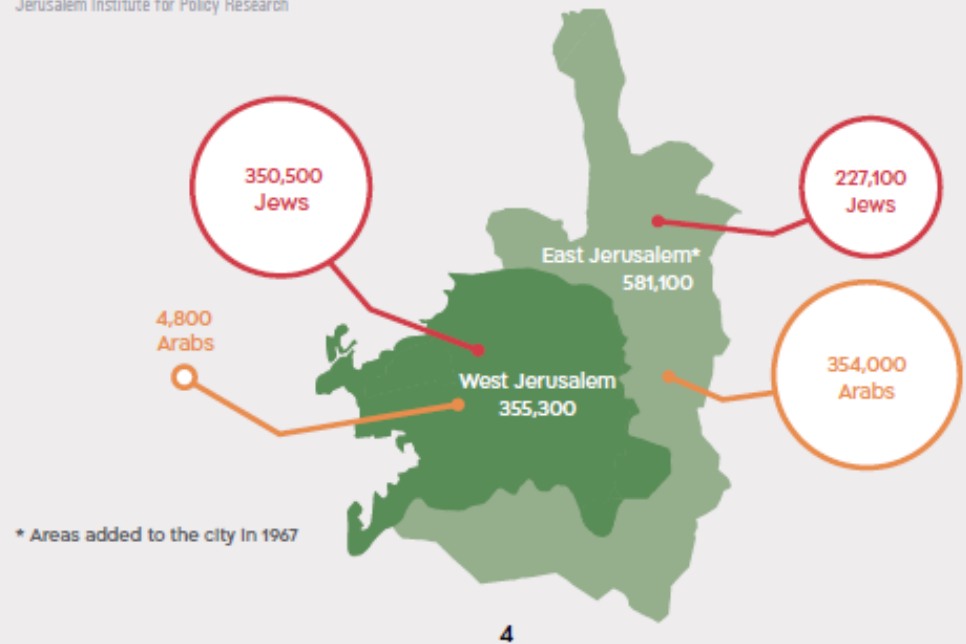 Jerusalem Institute for Policy Research
350,500
Jews
227,100
Jews
East Jerusalem*
581,100
4,800
Arabs
354,000
Arabs
West Jerusalem
355,300
* Areas added to the city in 1967
4